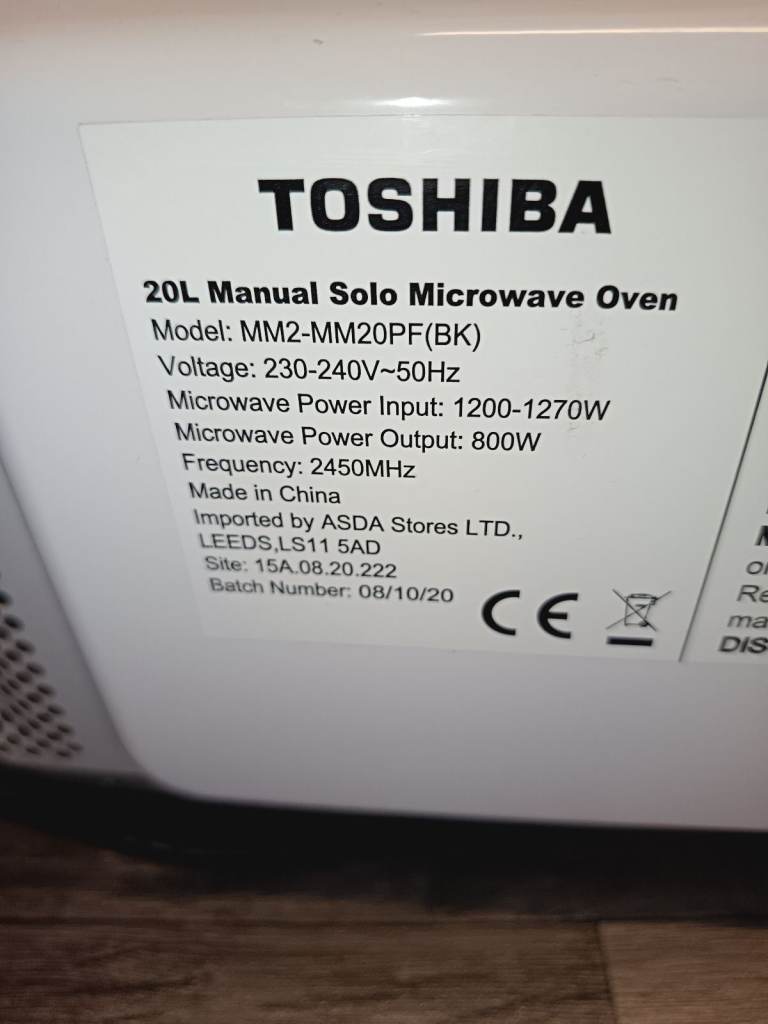 TOSHIBA
20L Manual Solo Microwave Oven
Model: MM2-MM20PF(BK)
Voltage: 230-240V~50Hz
Microwave Power Input: 1200-1270W
Microwave Power Output: 800W
Frequency: 2450MHz
Made in China
Imported by ASDA Stores LTD.,
LEEDS,LS11 5AD
Site: 15A.08.20.222
Batch Number: 08/10/20
CE
DIS